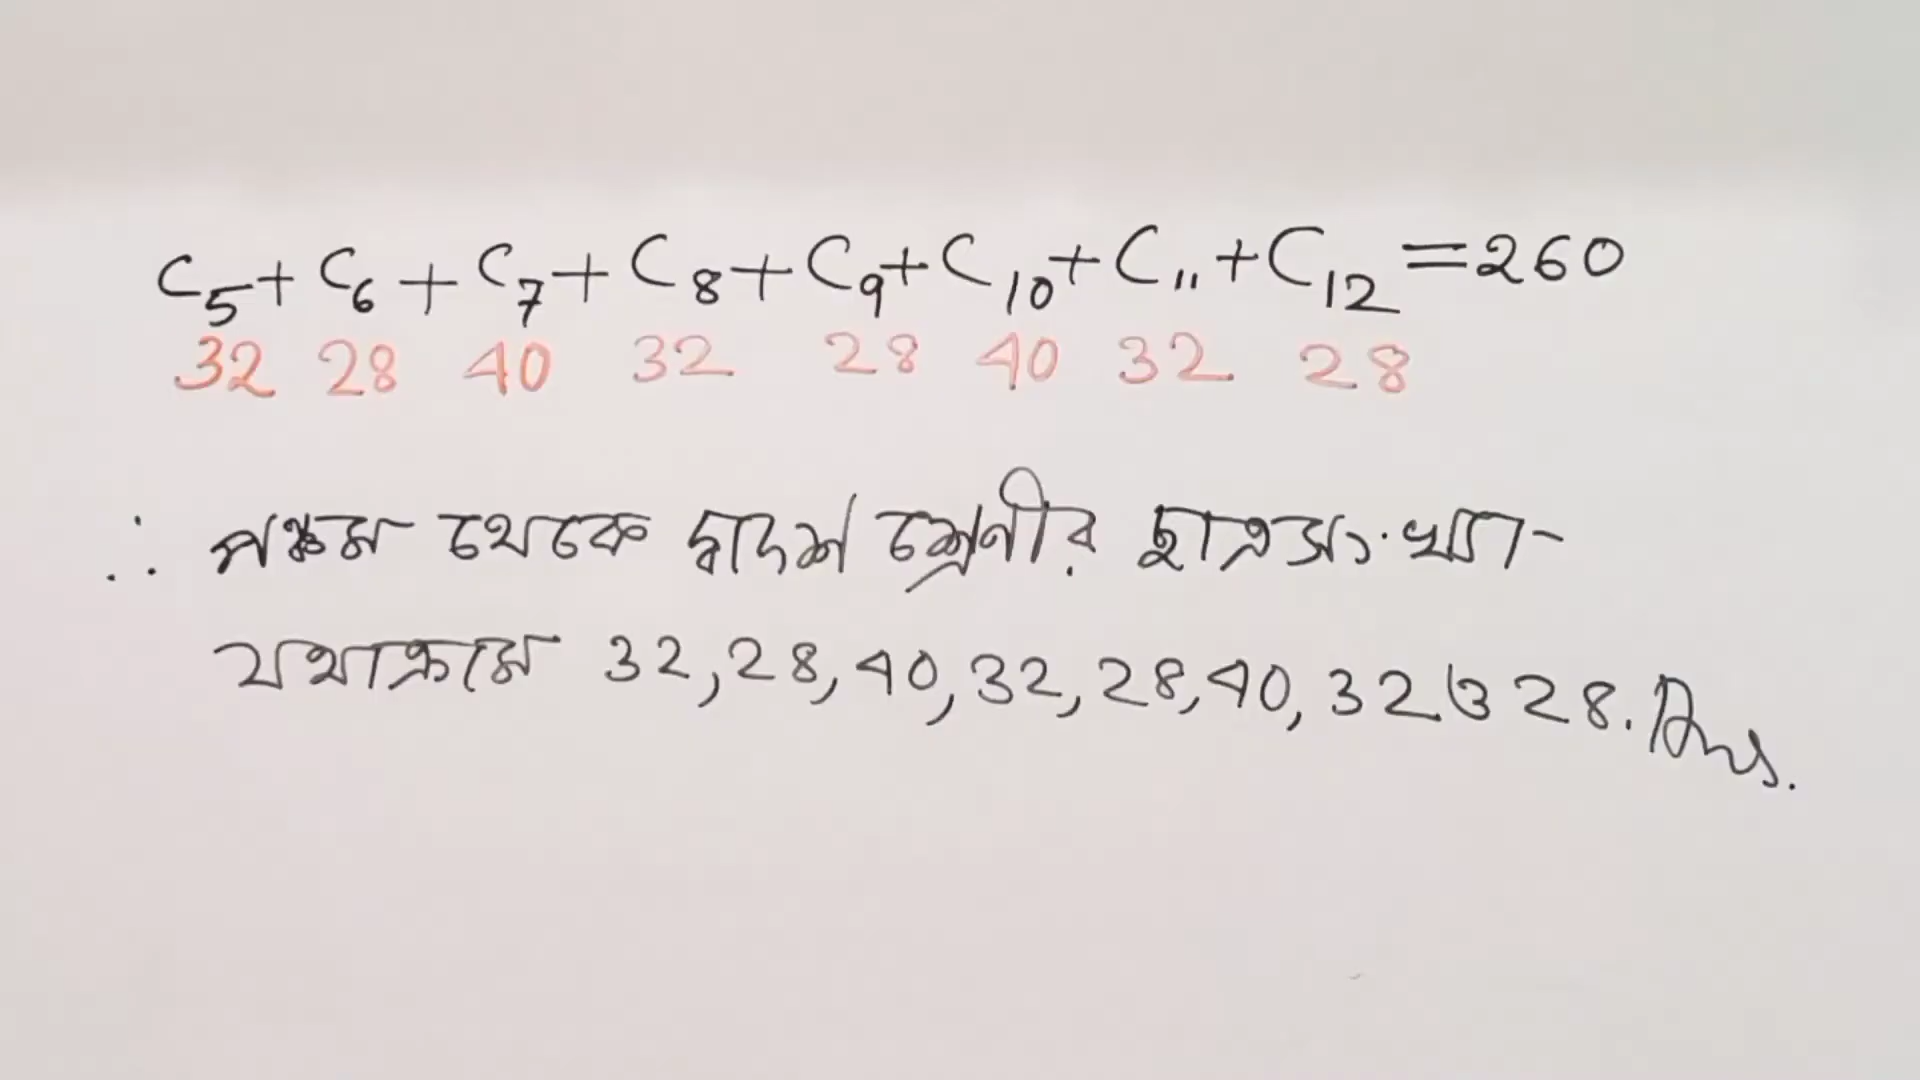 C₅ + C₆ + C₇ + C₈ + C₉ + C₁₀ + C₁₁ + C₁₂ = 260
32 28 40 32 28 40 32 28
∴ পঞ্চম থেকে দ্বাদশ শ্রেণীর ছাত্রসংখ্যা-
যথাক্রমে 32, 28, 40, 32, 28, 40, 32 ও 28. Ans.